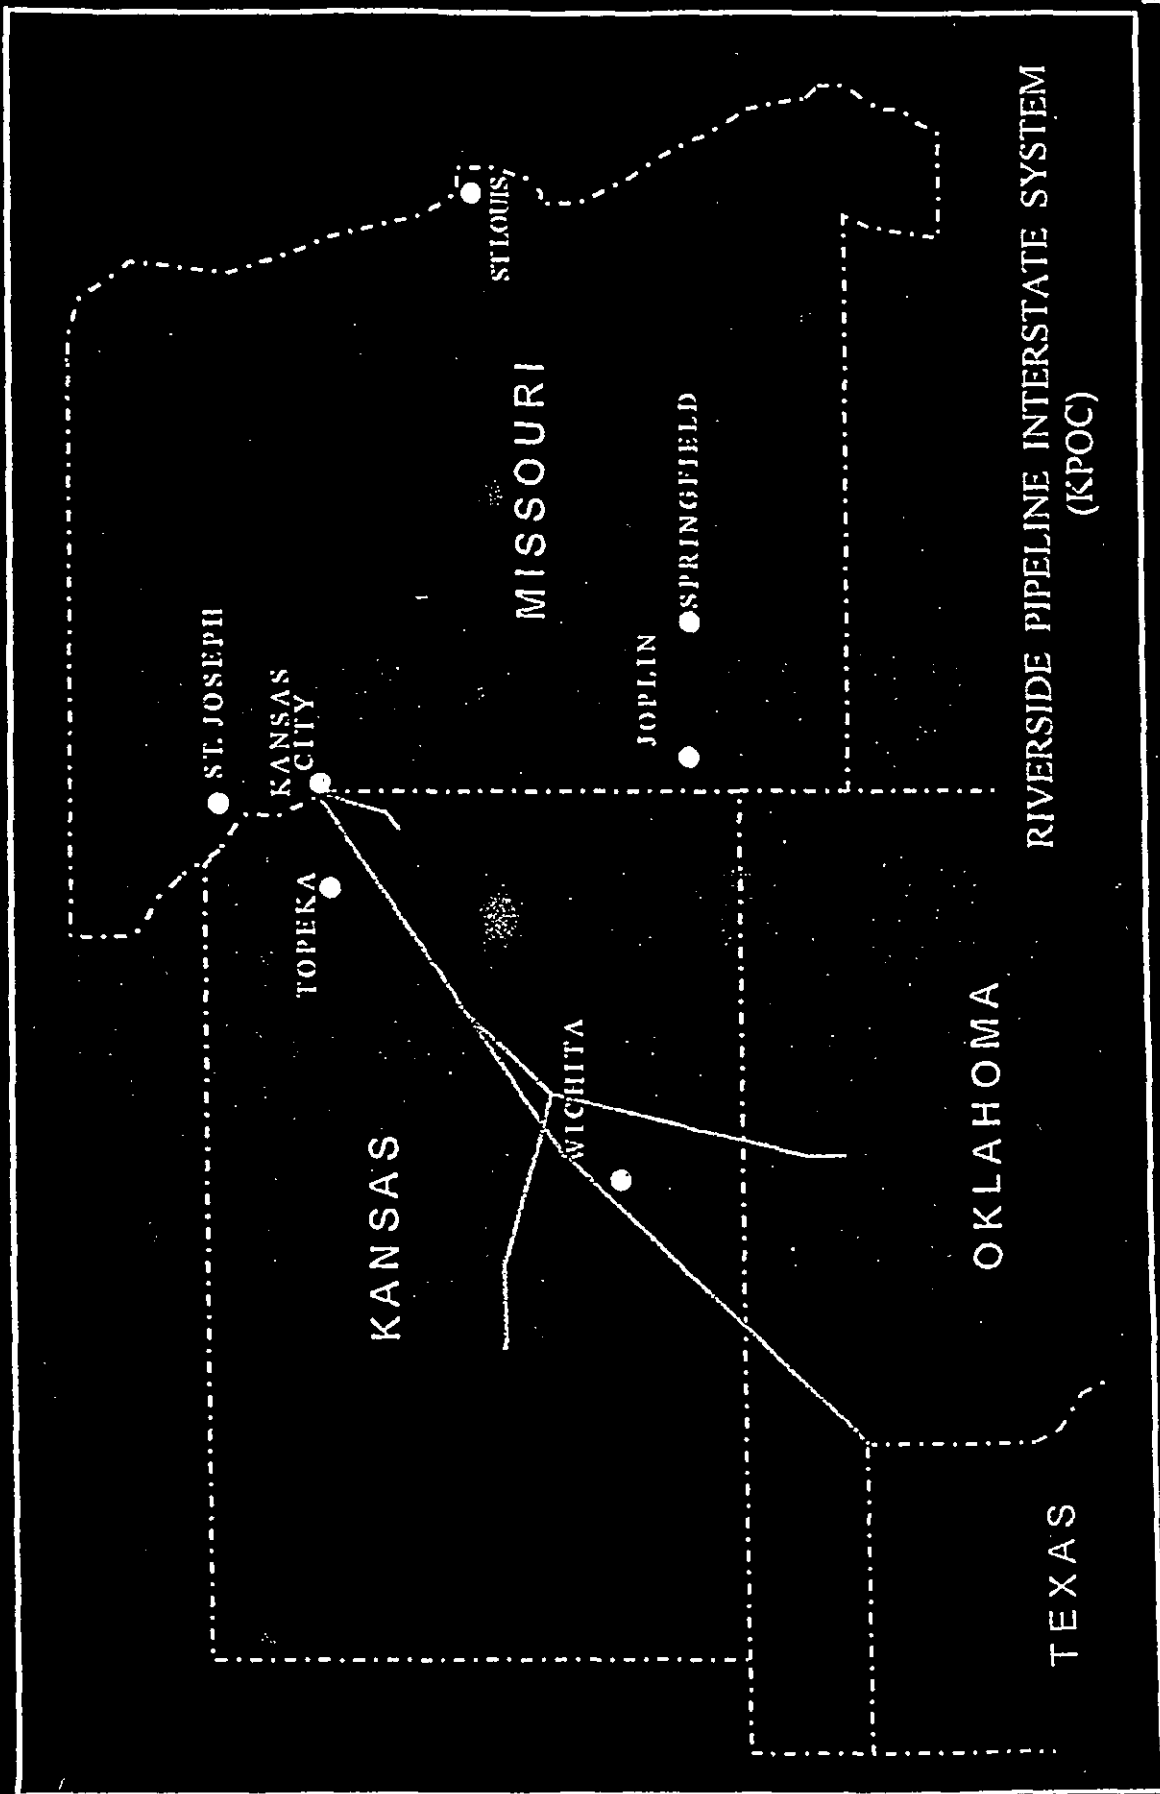 ST. JOSEPH
KANSAS
CITY
TOPEKA
ST.LOUIS
MISSOURI
KANSAS
WICHITA
JOPLIN
SPRINGFIELD
OKLAHOMA
TEXAS
RIVERSIDE PIPELINE INTERSTATE SYSTEM
(KPOC)